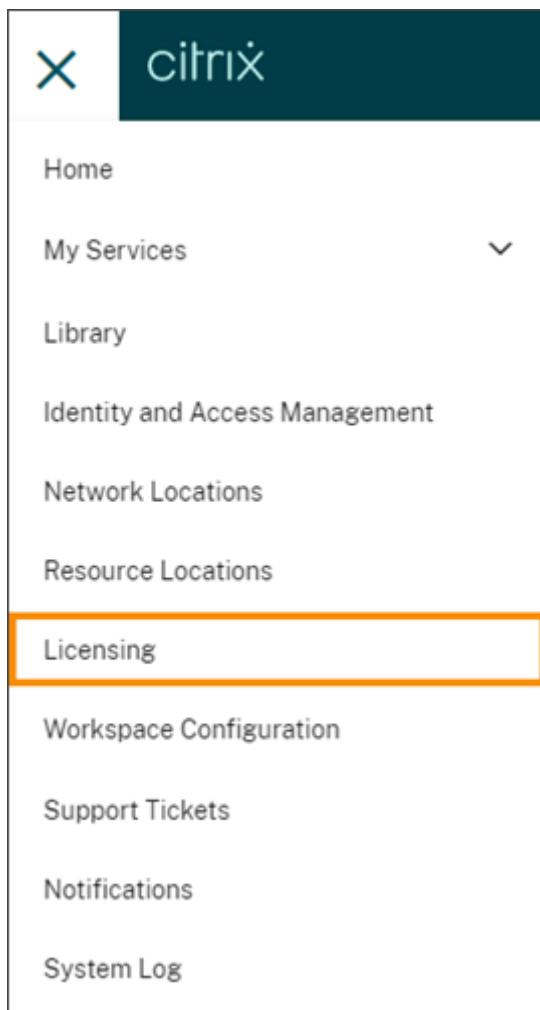 citrix
Home
My Services
Library
Identity and Access Management
Network Locations
Resource Locations
Licensing
Workspace Configuration
Support Tickets
Notifications
System Log